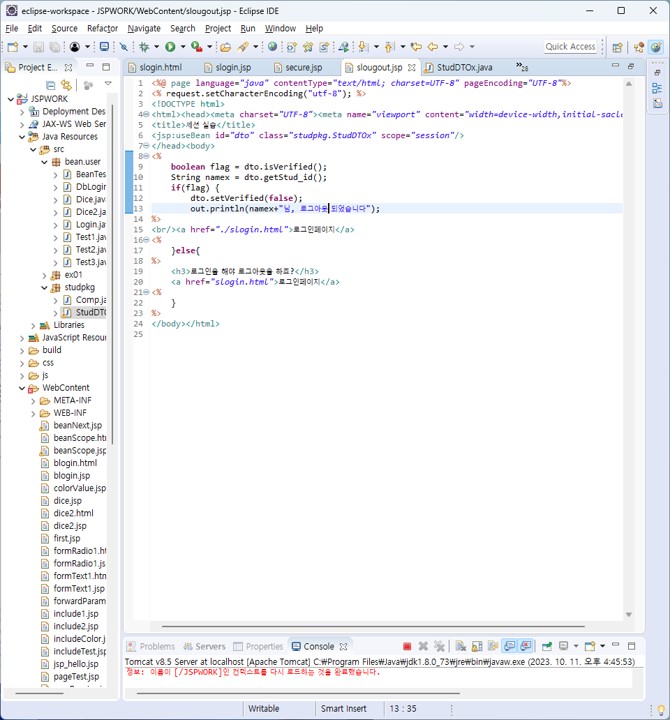 eclipse-workspace - JSPWORK/WebContent/slougout.jsp - Eclipse IDE
File Edit Source Refactor Navigate Search Project Run Window Help
Quick Access
Project E...
slogin.html slogin.jsp secure.jsp slougout.jsp StudDTOx.java »28
JSPWORK
Deployment Des
JAX-WS Web Ser
Java Resources
src
bean.user
BeanTes
DbLogin
Dice.java
Dice2.java
Login.jav
Test1.jav
Test2.jav
Test3.jav
ex01
studpkg
Comp.ja
StudDTO
Libraries
JavaScript Resour
build
css
js
WebContent
META-INF
WEB-INF
beanNext.jsp
beanScope.htm
beanScope.jsp
blogin.html
blogin.jsp
colorValue.jsp
dice.jsp
dice2.html
dice2.jsp
first.jsp
formRadio1.ht
formRadio1.js
formText1.htm
formText1.jsp
forwardParam
include1.jsp
include2.jsp
includeColor.j
includeTest.jsp
jsp_hello.jsp
pageTest.jsp
1 <%@ page language="java" contentType="text/html; charset=UTF-8" pageEncoding="UTF-8"%>
2 <% request.setCharacterEncoding("utf-8"); %>
3 <!DOCTYPE html>
4 <html><head><meta charset="UTF-8"><meta name="viewport" content="width=device-width,initial-sacle
5 <title>세션 실습</title>
6 <jsp:useBean id="dto" class="studpkg.StudDTOx" scope="session"/>
7 </head><body>
8 <%
9 boolean flag = dto.isVerified();
10 String namex = dto.getStud_id();
11 if(flag) {
12 dto.setVerified(false);
13 out.println(namex+"님, 로그아웃되었습니다");
14 %>
15 <br/><a href="./slogin.html">로그인페이지</a>
16 <%
17 }else{
18 %>
19 <h3>로그인을 해야 로그아웃을 하죠?</h3>
20 <a href="slogin.html">로그인페이지</a>
21 <%
22 }
23 %>
24 </body></html>
25
Problems Servers Properties Console
Tomcat v8.5 Server at localhost [Apache Tomcat] C:₩Program Files₩Java₩jdk1.8.0_73₩jre₩bin₩javaw.exe (2023. 10. 11. 오후 4:45:53)
정보: 이름이 [/JSPWORK]인 컨텍스트를 다시 로드하는 것을 완료했습니다.
Writable Smart Insert 13 : 35